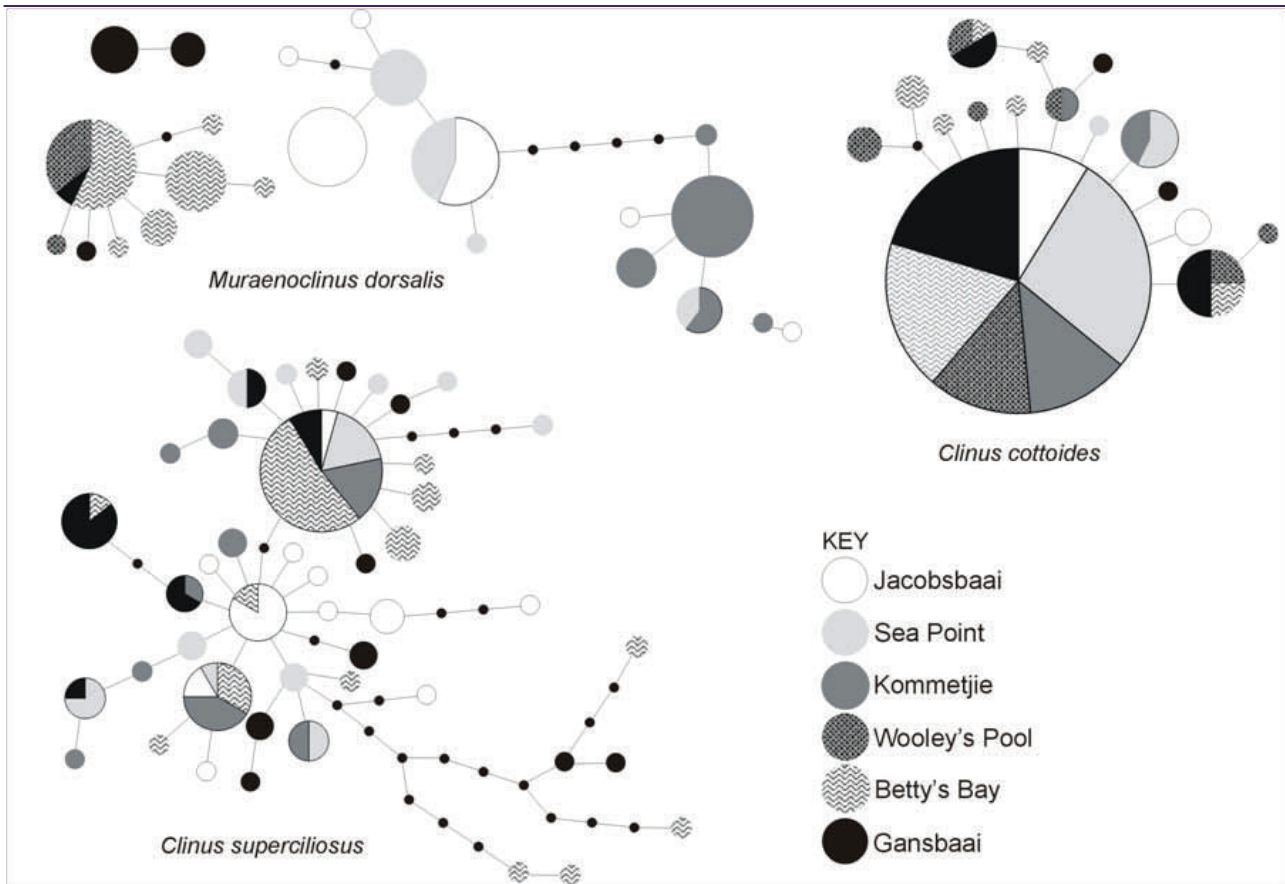 Muraenoclinus dorsalis
Clinus cottoides
Clinus superciliosus
KEY
Jacobsbaai
Sea Point
Kommetjie
Wooley's Pool
Betty's Bay
Gansbaai